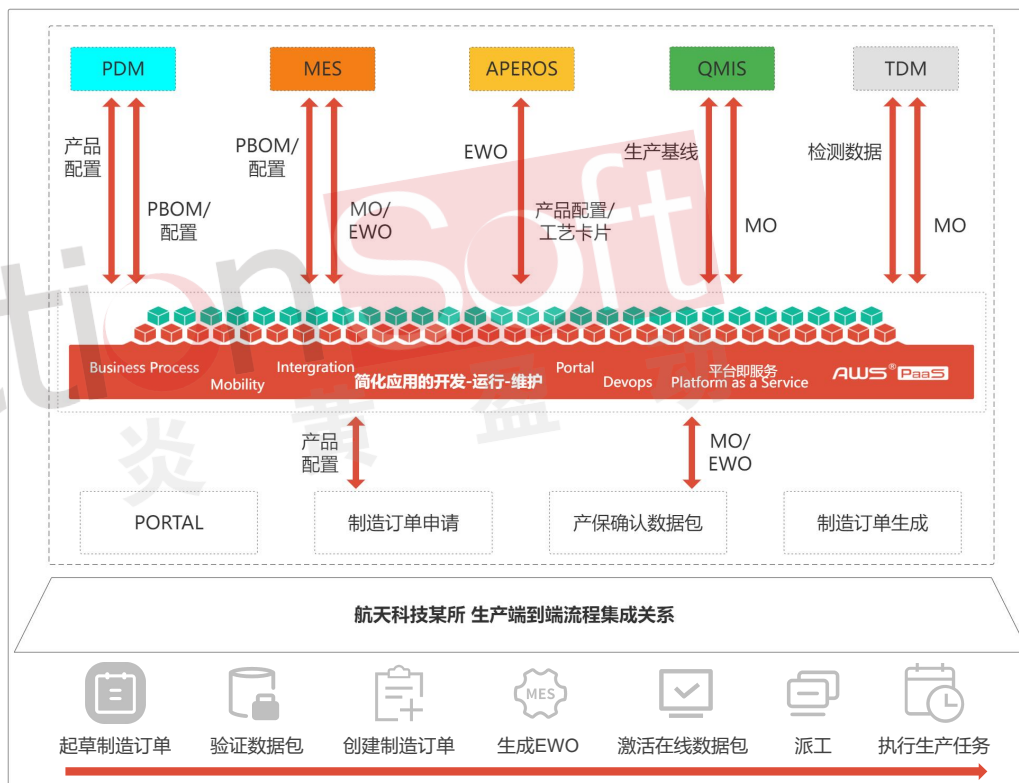 PDM
MES
APEROS
QMIS
TDM
产品
配置
PBOM/
配置
PBOM/
配置
MO/
EWO
EWO
产品配置/
工艺卡片
生产基线
MO
检测数据
MO
ctionSoft
炎黄盈动
Business Process
Mobility
Intergration
简化应用的开发-运行-维护
Portal
Devops
平台即服务
Platform as a Service
AWS® PaaS
产品
配置
MO/
EWO
PORTAL
制造订单申请
产保确认数据包
制造订单生成
航天科技某所 生产端到端流程集成关系
MES
起草制造订单
验证数据包
创建制造订单
生成EWO
激活在线数据包
派工
执行生产任务